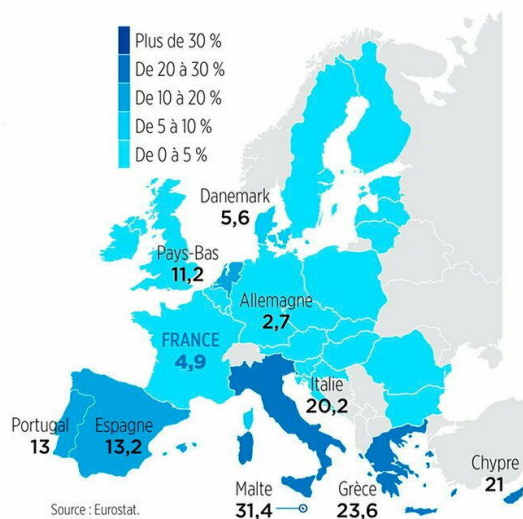 Plus de 30 %
De 20 à 30 %
De 10 à 20 %
De 5 à 10 %
De 0 à 5 %
Danemark
5,6
Pays-Bas
11,2
Allemagne
2,7
FRANCE
4,9
Italie
20,2
Portugal
13
Espagne
13,2
Malte
31,4
Grèce
23,6
Chypre
21
Source : Eurostat.